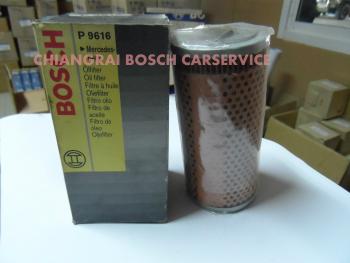 P 9616
CHIANGRAI BOSCH CARSERVICE
BOSCH
Mercedes-
Ölfilter
Oil filter
Filtre à huile
Oliefilter
Filtro olio
Filtro de
aceite
Filtro de
óleo
Oljefilter